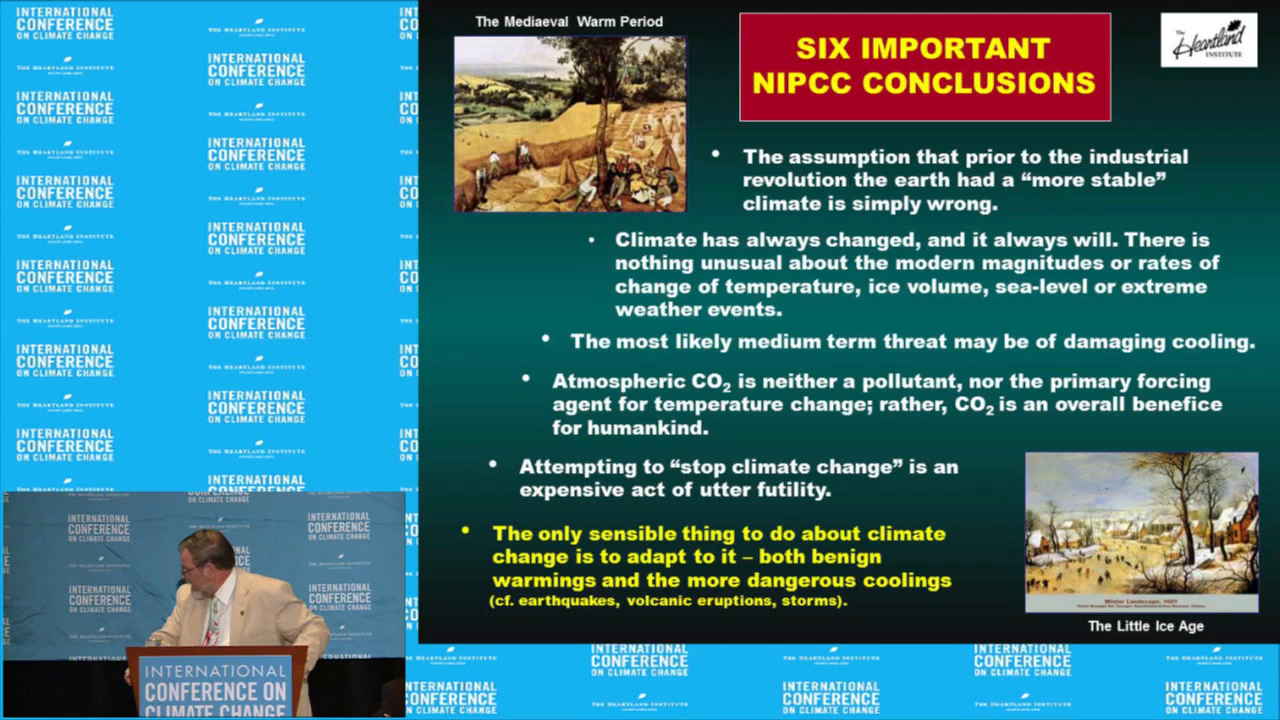 The Mediaeval Warm Period
SIX IMPORTANT
NIPCC CONCLUSIONS
The
Heartland
INSTITUTE
• The assumption that prior to the industrial
revolution the earth had a “more stable”
climate is simply wrong.
• Climate has always changed, and it always will. There is
nothing unusual about the modern magnitudes or rates of
change of temperature, ice volume, sea-level or extreme
weather events.
• The most likely medium term threat may be of damaging cooling.
• Atmospheric CO₂ is neither a pollutant, nor the primary forcing
agent for temperature change; rather, CO₂ is an overall benefice
for humankind.
• Attempting to “stop climate change” is an
expensive act of utter futility.
• The only sensible thing to do about climate
change is to adapt to it – both benign
warmings and the more dangerous coolings
(cf. earthquakes, volcanic eruptions, storms).
Winter Landscape, 1601
The Little Ice Age
INTERNATIONAL
CONFERENCE
ON CLIMATE CHANGE
THE HEARTLAND INSTITUTE
INTERNATIONAL
CONFERENCE ON
CLIMATE CHANGE